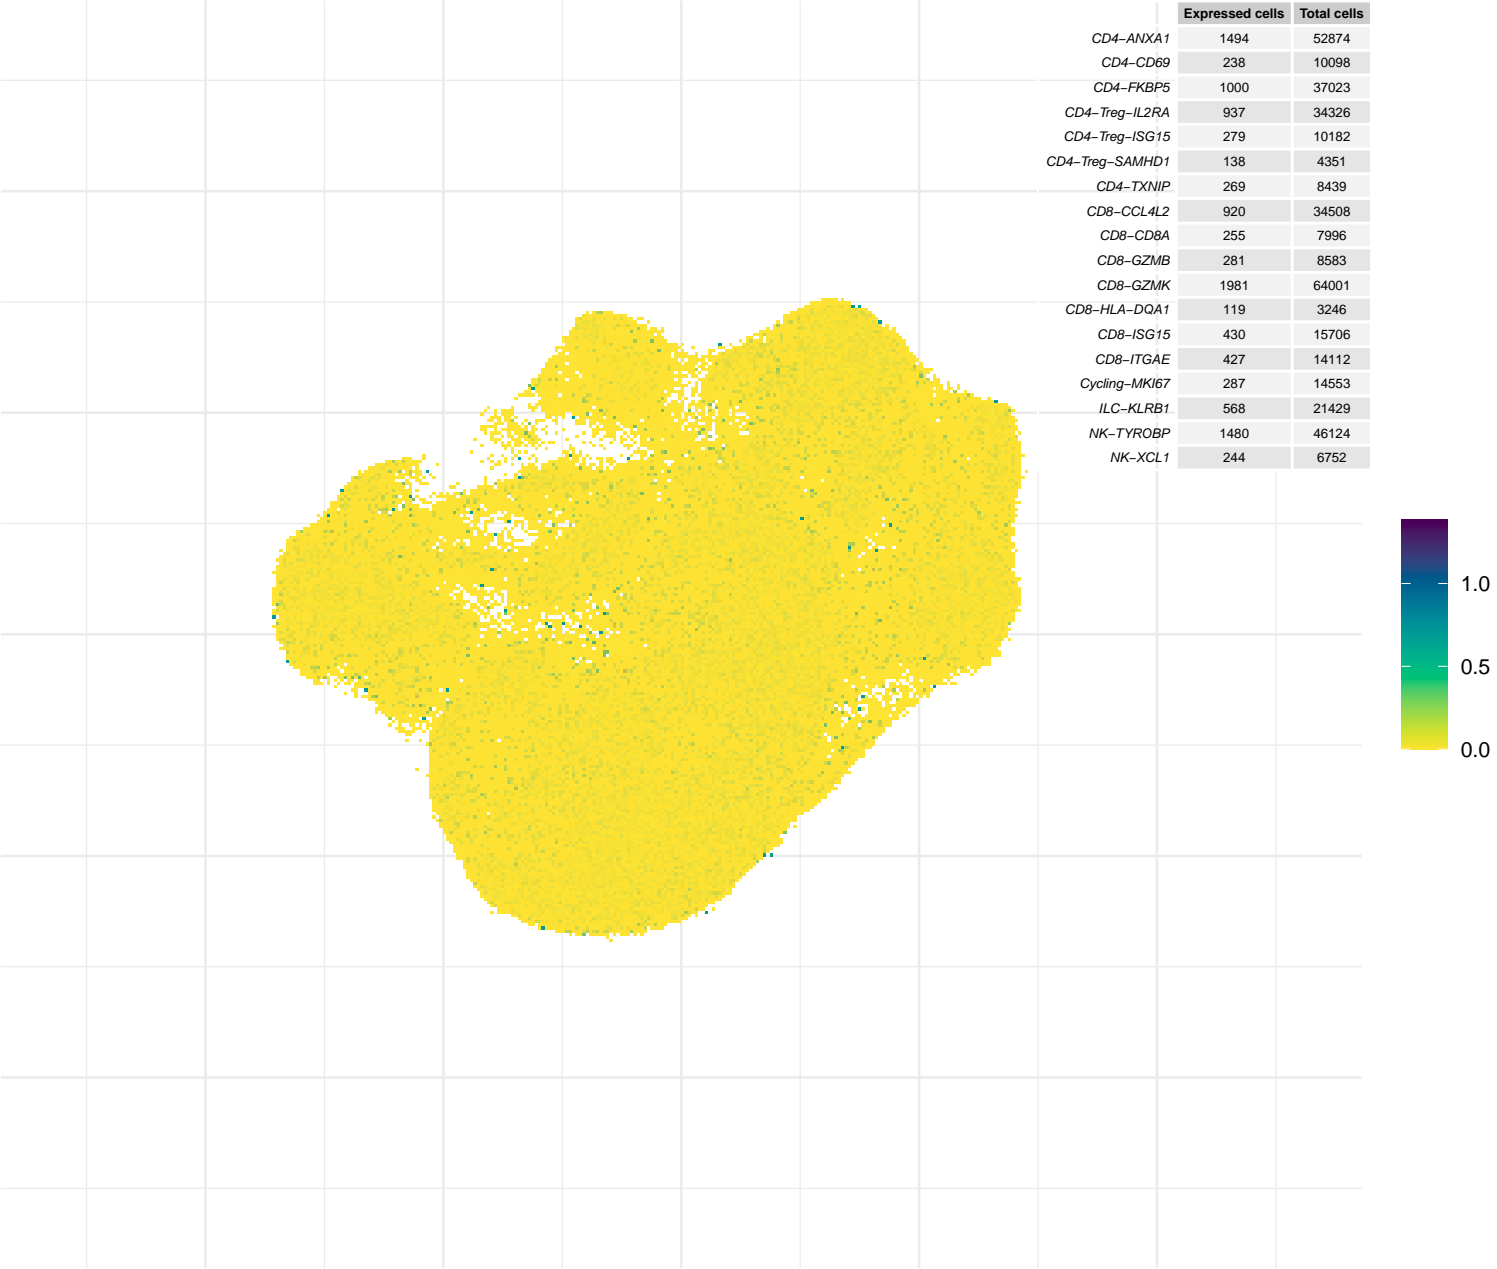 Expressed cells Total cells
CD4−ANXA1 1494 52874
CD4−CD69 238 10098
CD4−FKBP5 1000 37023
CD4−Treg−IL2RA 937 34326
CD4−Treg−ISG15 279 10182
CD4−Treg−SAMHD1 138 4351
CD4−TXNIP 269 8439
CD8−CCL4L2 920 34508
CD8−CD8A 255 7996
CD8−GZMB 281 8583
CD8−GZMK 1981 64001
CD8−HLA−DQA1 119 3246
CD8−ISG15 430 15706
CD8−ITGAE 427 14112
Cycling−MKI67 287 14553
ILC−KLRB1 568 21429
NK−TYROBP 1480 46124
NK−XCL1 244 6752
1.0
0.5
0.0